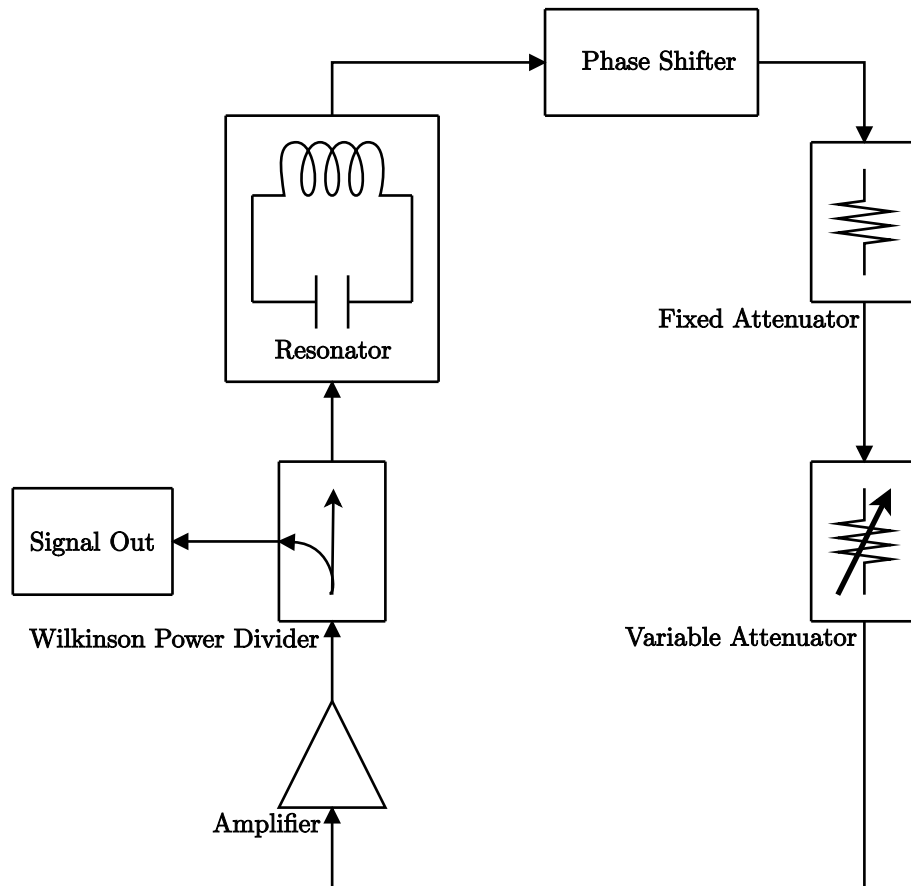 Phase Shifter
Fixed Attenuator
Resonator
Signal Out
Wilkinson Power Divider
Variable Attenuator
Amplifier